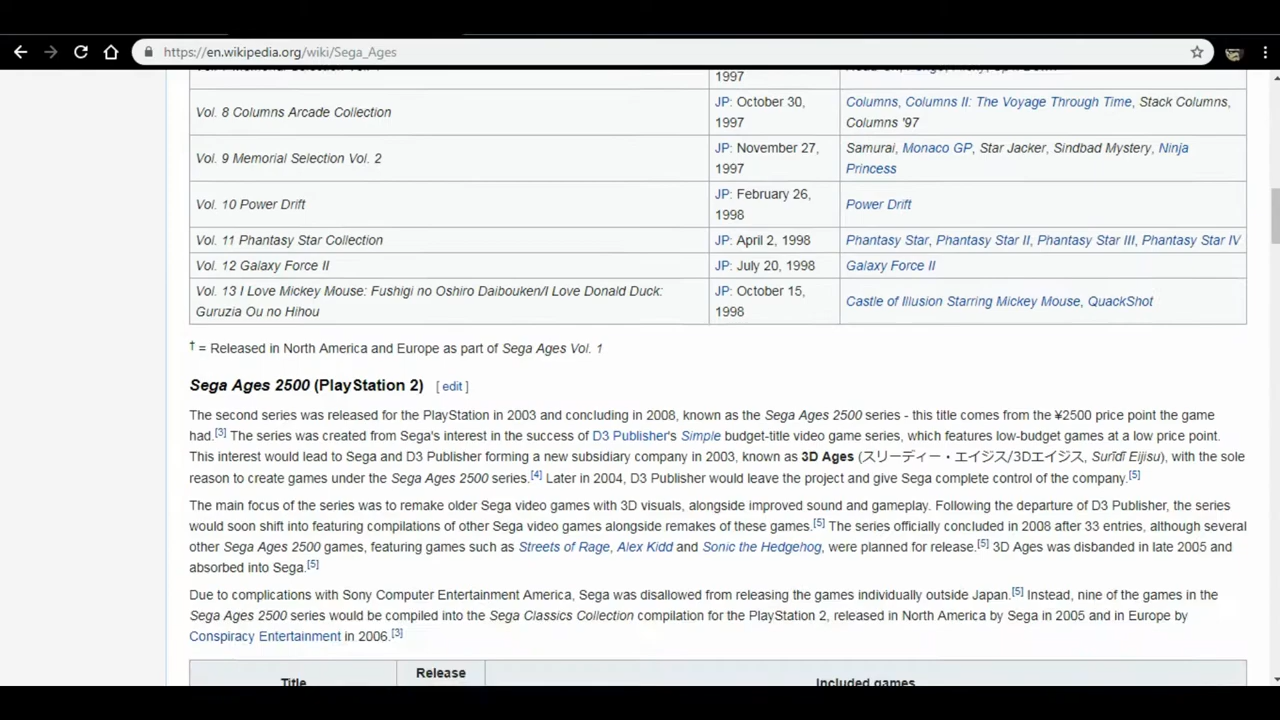 https://en.wikipedia.org/wiki/Sega_Ages
1997
Vol. 8 Columns Arcade Collection
JP: October 30,
1997
Columns, Columns II: The Voyage Through Time, Stack Columns,
Columns '97
Vol. 9 Memorial Selection Vol. 2
JP: November 27,
1997
Samurai, Monaco GP, Star Jacker, Sindbad Mystery, Ninja
Princess
Vol. 10 Power Drift
JP: February 26,
1998
Power Drift
Vol. 11 Phantasy Star Collection
JP: April 2, 1998
Phantasy Star, Phantasy Star II, Phantasy Star III, Phantasy Star IV
Vol. 12 Galaxy Force II
JP: July 20, 1998
Galaxy Force II
Vol. 13 I Love Mickey Mouse: Fushigi no Oshiro Daibouken/I Love Donald Duck:
Guruzia Ou no Hihou
JP: October 15,
1998
Castle of Illusion Starring Mickey Mouse, QuackShot
† = Released in North America and Europe as part of Sega Ages Vol. 1
Sega Ages 2500 (PlayStation 2) [ edit ]
The second series was released for the PlayStation in 2003 and concluding in 2008, known as the Sega Ages 2500 series - this title comes from the ¥2500 price point the game
had.[3] The series was created from Sega's interest in the success of D3 Publisher's Simple budget-title video game series, which features low-budget games at a low price point.
This interest would lead to Sega and D3 Publisher forming a new subsidiary company in 2003, known as 3D Ages (スリーディー・エイジス/3Dエイジス, Surīdī Eijisu), with the sole
reason to create games under the Sega Ages 2500 series.[4] Later in 2004, D3 Publisher would leave the project and give Sega complete control of the company.[5]
The main focus of the series was to remake older Sega video games with 3D visuals, alongside improved sound and gameplay. Following the departure of D3 Publisher, the series
would soon shift into featuring compilations of other Sega video games alongside remakes of these games.[5] The series officially concluded in 2008 after 33 entries, although several
other Sega Ages 2500 games, featuring games such as Streets of Rage, Alex Kidd and Sonic the Hedgehog, were planned for release.[5] 3D Ages was disbanded in late 2005 and
absorbed into Sega.[5]
Due to complications with Sony Computer Entertainment America, Sega was disallowed from releasing the games individually outside Japan.[5] Instead, nine of the games in the
Sega Ages 2500 series would be compiled into the Sega Classics Collection compilation for the PlayStation 2, released in North America by Sega in 2005 and in Europe by
Conspiracy Entertainment in 2006.[3]
Title
Release
Included games